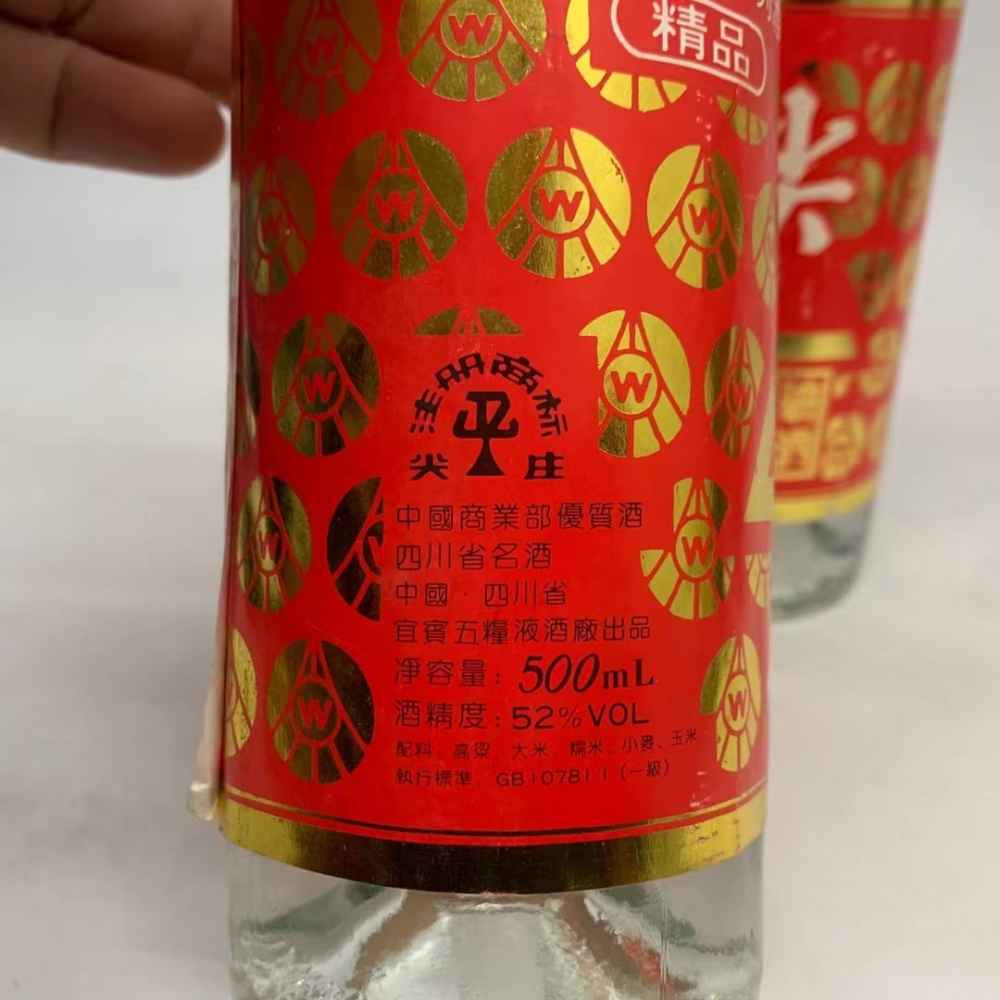 精品
注册商标
尖庄
中國商業部優質酒
四川省名酒
中國·四川省
宜賓五糧液酒廠出品
净容量: 500mL
酒精度: 52%VOL
配料: 高粱、大米、糯米、小麥、玉米
執行標準: GB107811(一級)
尖